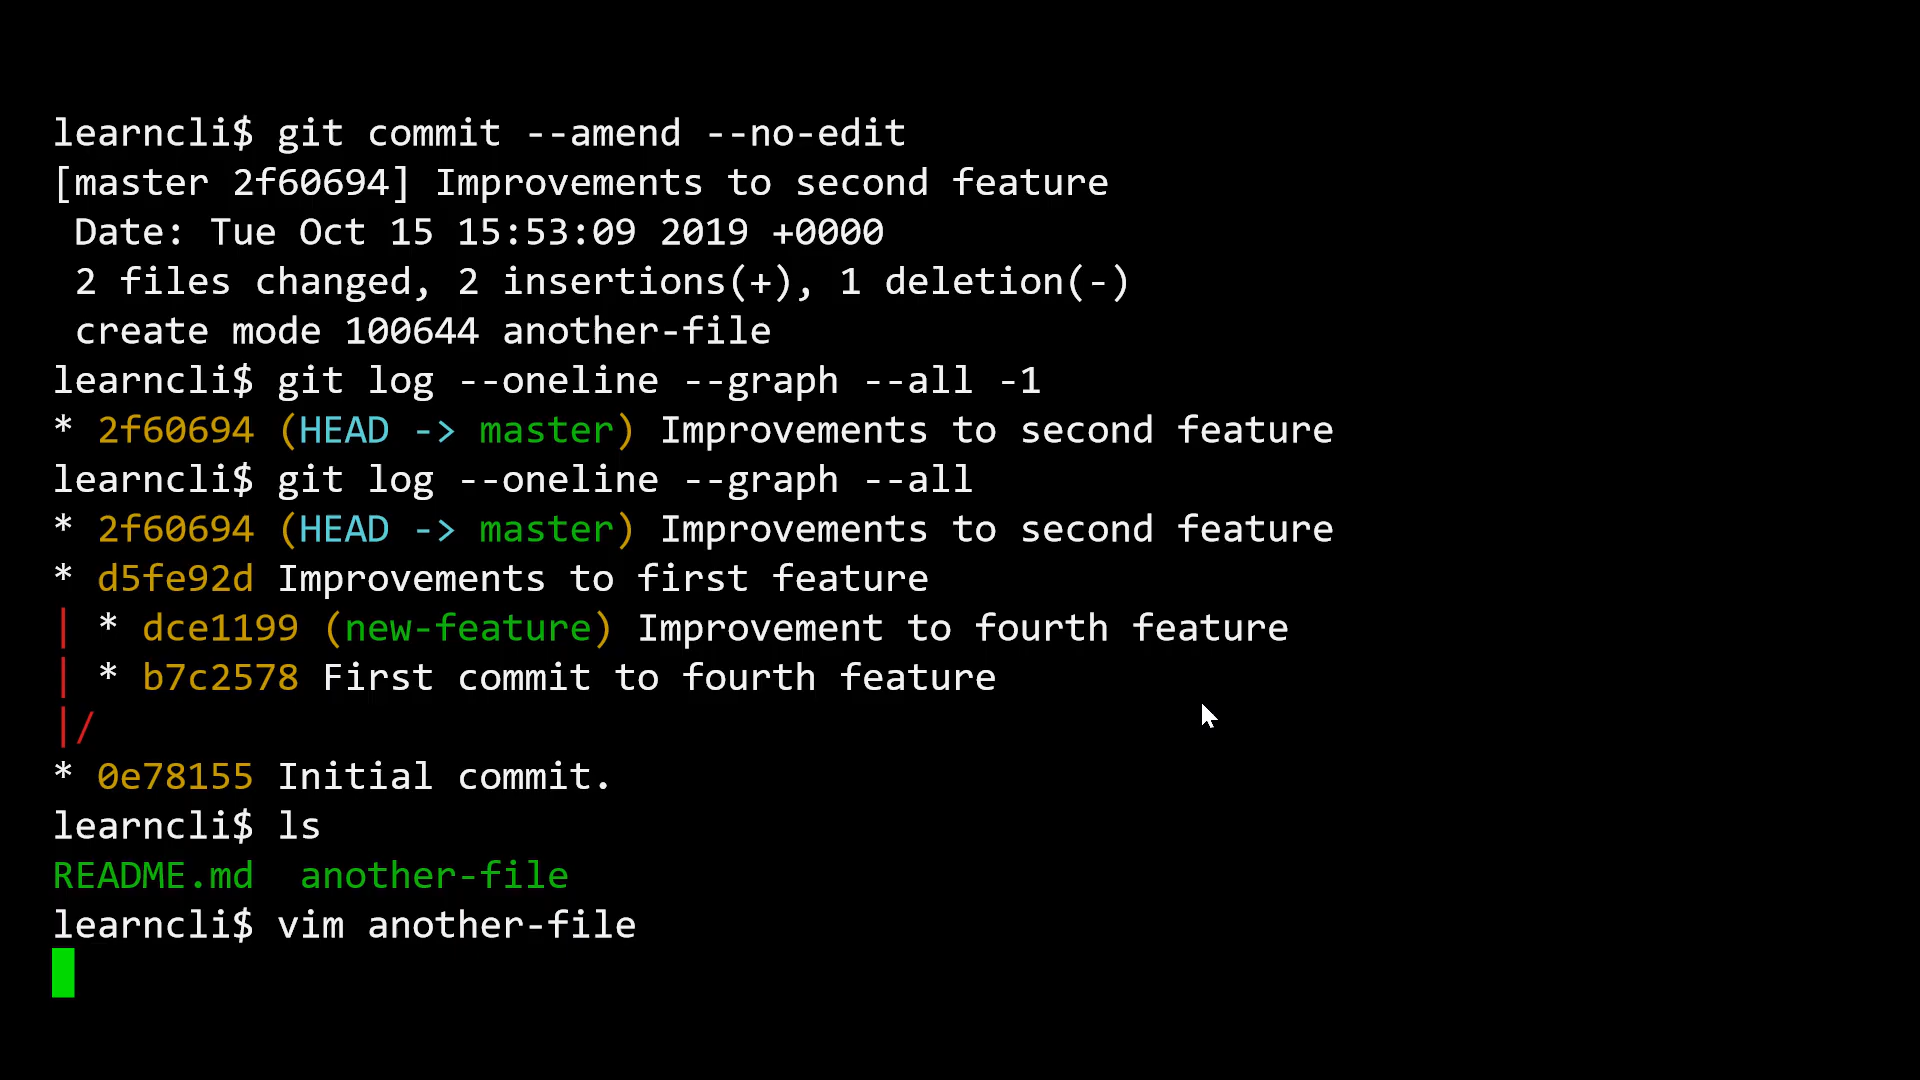 learncli$ git commit --amend --no-edit
[master 2f60694] Improvements to second feature
 Date: Tue Oct 15 15:53:09 2019 +0000
 2 files changed, 2 insertions(+), 1 deletion(-)
 create mode 100644 another-file
learncli$ git log --oneline --graph --all -1
* 2f60694 (HEAD -> master) Improvements to second feature
learncli$ git log --oneline --graph --all
* 2f60694 (HEAD -> master) Improvements to second feature
* d5fe92d Improvements to first feature
| * dce1199 (new-feature) Improvement to fourth feature
| * b7c2578 First commit to fourth feature
|/
* 0e78155 Initial commit.
learncli$ ls
README.md  another-file
learncli$ vim another-file